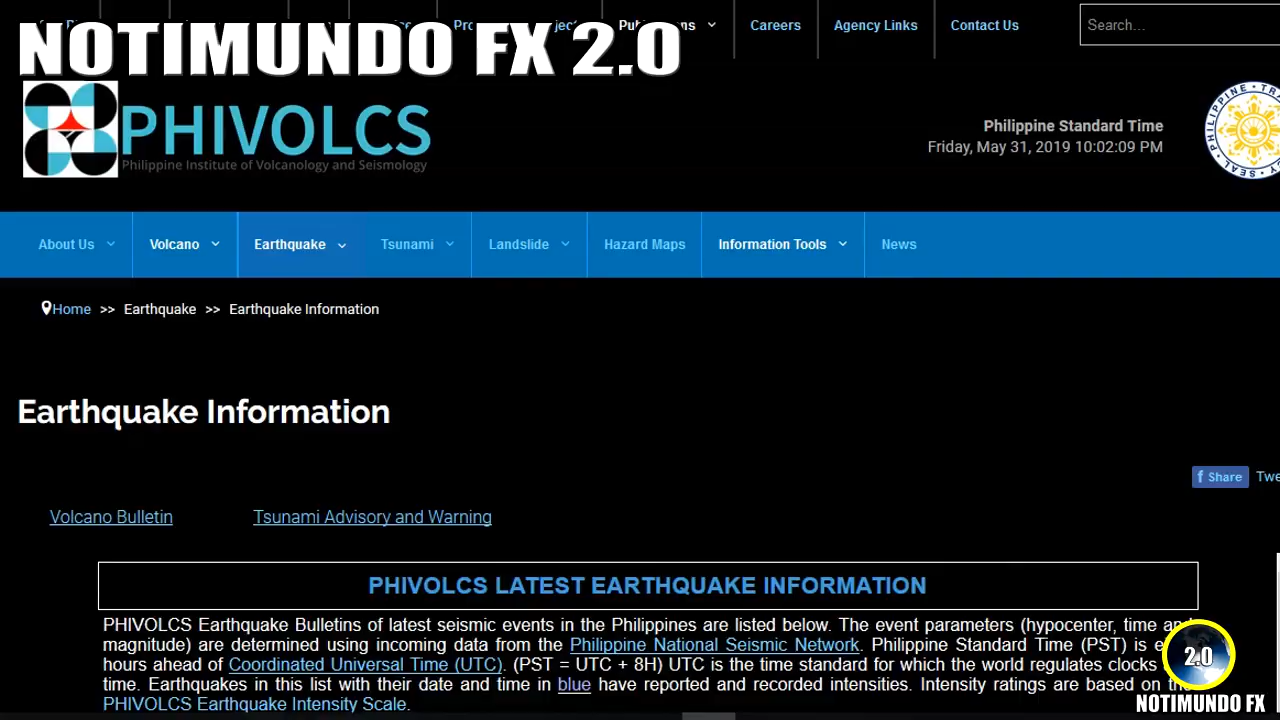 Careers Agency Links Contact Us Search...
NOTIMUNDO FX 2.0
PHIVOLCS
Philippine Institute of Volcanology and Seismology
Philippine Standard Time
Friday, May 31, 2019 10:02:09 PM
About Us Volcano Earthquake Tsunami Landslide Hazard Maps Information Tools News
Home >> Earthquake >> Earthquake Information
Earthquake Information
f Share
Volcano Bulletin Tsunami Advisory and Warning
PHIVOLCS LATEST EARTHQUAKE INFORMATION
PHIVOLCS Earthquake Bulletins of latest seismic events in the Philippines are listed below. The event parameters (hypocenter, time and
magnitude) are determined using incoming data from the Philippine National Seismic Network. Philippine Standard Time (PST) is
hours ahead of Coordinated Universal Time (UTC). (PST = UTC + 8H) UTC is the time standard for which the world regulates clocks
time. Earthquakes in this list with their date and time in blue have reported and recorded intensities. Intensity ratings are based on the
PHIVOLCS Earthquake Intensity Scale.
2.0
NOTIMUNDO FX